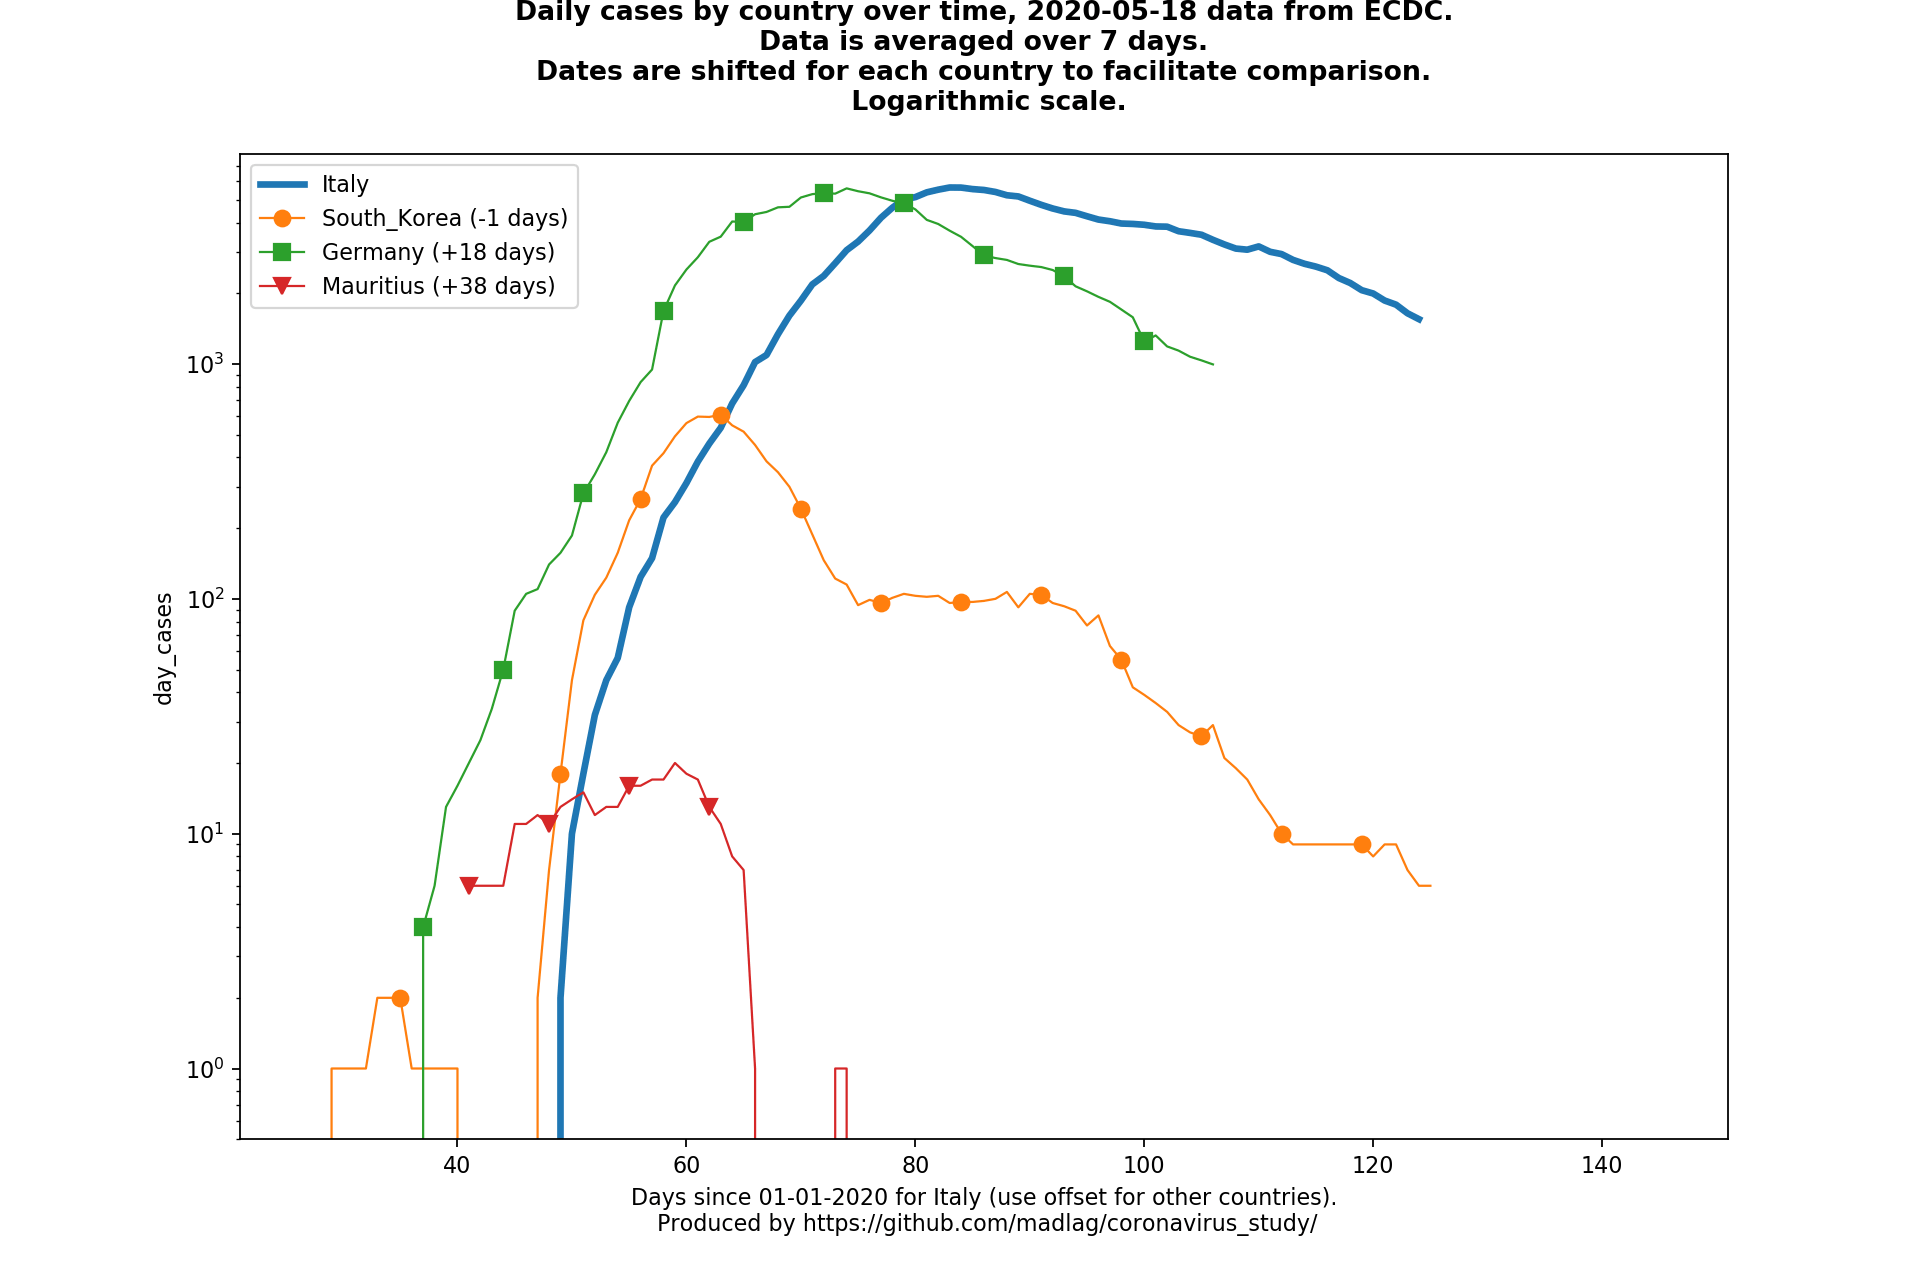 Daily cases by country over time, 2020-05-18 data from ECDC.
Data is averaged over 7 days.
Dates are shifted for each country to facilitate comparison.
Logarithmic scale.
Italy
South_Korea (-1 days)
Germany (+18 days)
Mauritius (+38 days)
day_cases
10³
10²
10¹
10⁰
40 60 80 100 120 140
Days since 01-01-2020 for Italy (use offset for other countries).
Produced by https://github.com/madlag/coronavirus_study/